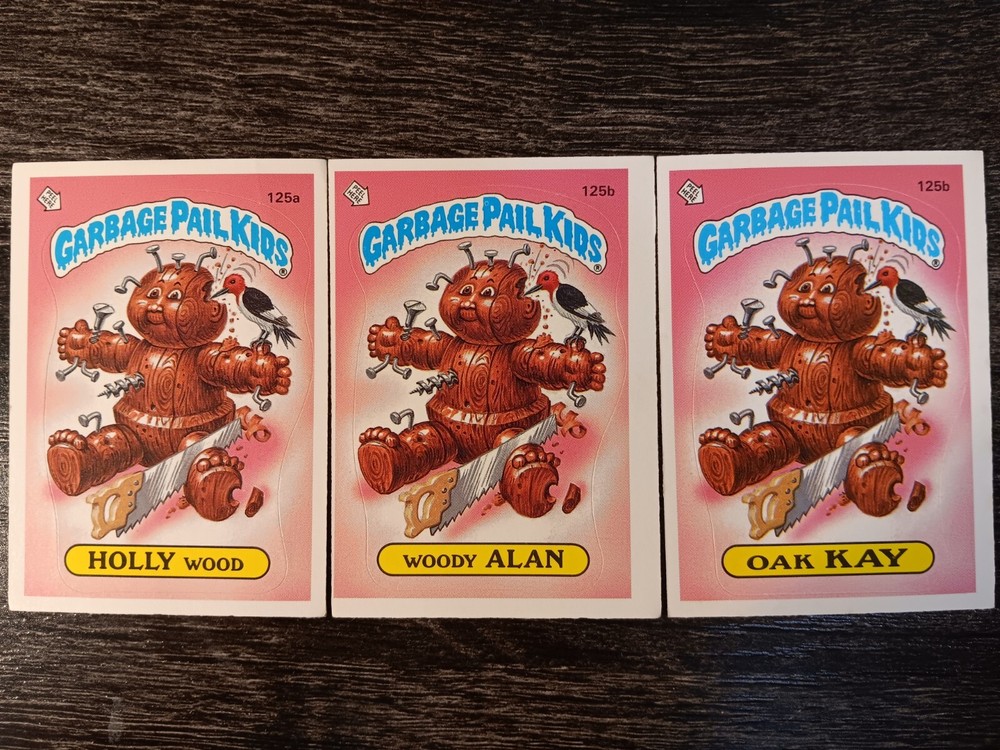 PEEL HERE
125a
GARBAGE PAIL KIDS
®
HOLLY WOOD
PEEL HERE
125b
GARBAGE PAIL KIDS
®
WOODY ALAN
PEEL HERE
125b
GARBAGE PAIL KIDS
®
OAK KAY